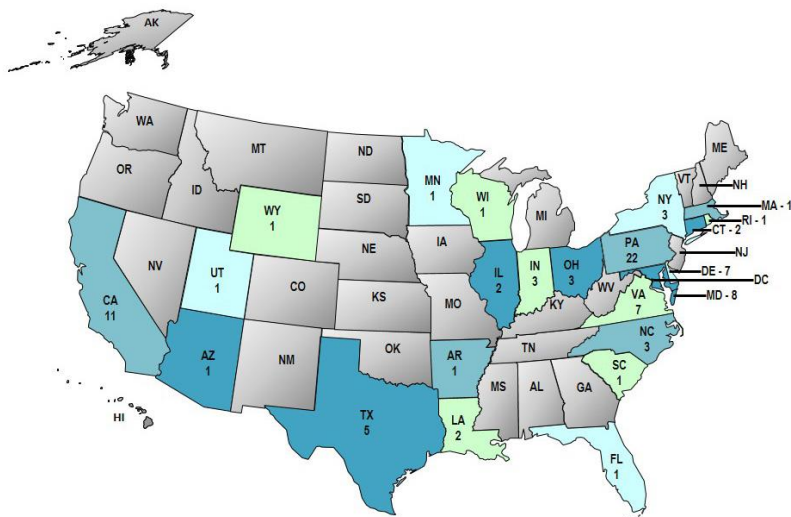 AK
WA
MT
ND
MN
1
ME
VT
NH
OR
ID
SD
WI
1
MI
NY
3
MA - 1
RI - 1
CT - 2
WY
1
IA
PA
22
NJ
NE
NV
UT
1
CO
IL
2
IN
3
OH
3
DE - 7
DC
MD - 8
WV
VA
7
CA
11
KS
MO
KY
NC
3
TN
AZ
1
NM
OK
AR
1
SC
1
MS
AL
GA
TX
5
LA
2
HI
FL
1